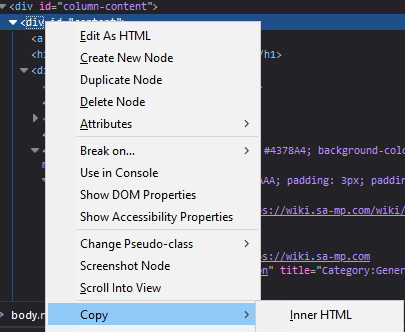 <div id="column-content">
<div id="content">
Edit As HTML
<a
Create New Node
<h /h1>
Duplicate Node
<di
Delete Node
Attributes
#4378A4; background-colo
Break on...
Use in Console
AAA; padding: 3px; paddin
Show DOM Properties
ps://wiki.sa-mp.com/wiki/
Show Accessibility Properties
Change Pseudo-class
ps://wiki.sa-mp.com
Screenshot Node
on" title="Category:Gener
Scroll Into View
body.n
Copy
Inner HTML